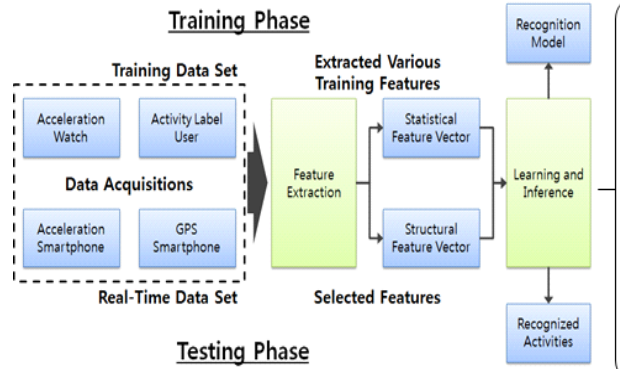 Training Phase
Recognition
Model
Training Data Set
Extracted Various
Training Features
Acceleration
Watch
Activity Label
User
Statistical
Feature Vector
Data Acquisitions
Feature
Extraction
Learning and
Inference
Acceleration
Smartphone
GPS
Smartphone
Structural
Feature Vector
Real-Time Data Set
Selected Features
Recognized
Activities
Testing Phase